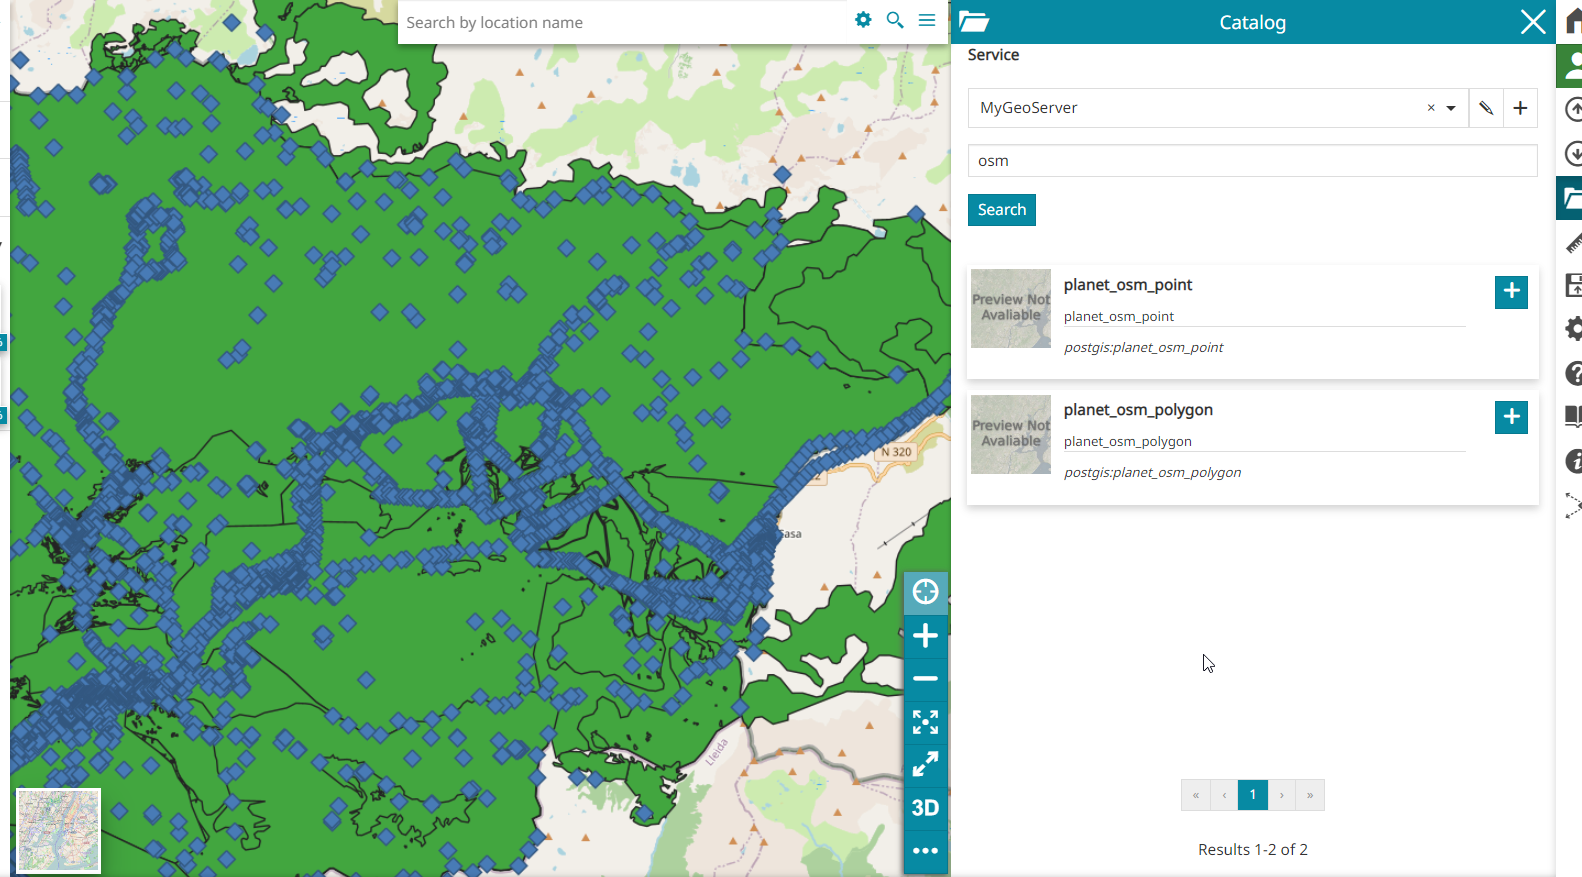 Search by location name
Catalog
Service
MyGeoServer
osm
Search
Preview Not
Avaliable
planet_osm_point
planet_osm_point
postgis:planet_osm_point
Preview Not
Avaliable
planet_osm_polygon
planet_osm_polygon
postgis:planet_osm_polygon
N 320
Lleida
3D
« ‹ 1 › »
Results 1-2 of 2